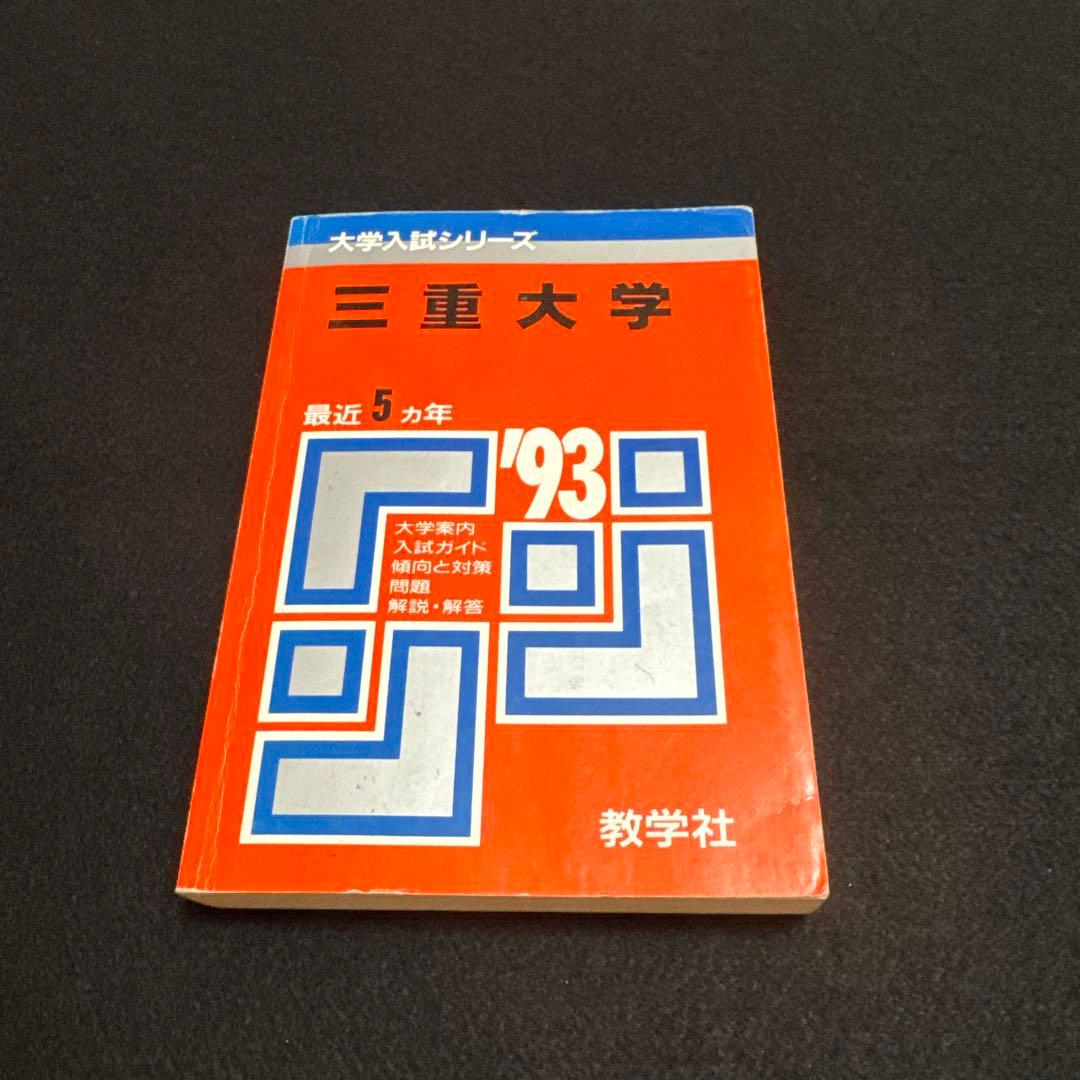 大学入試シリーズ
三重大学
最近5ヵ年
'93
大学案内
入試ガイド
傾向と対策
問題
解説・解答
教学社